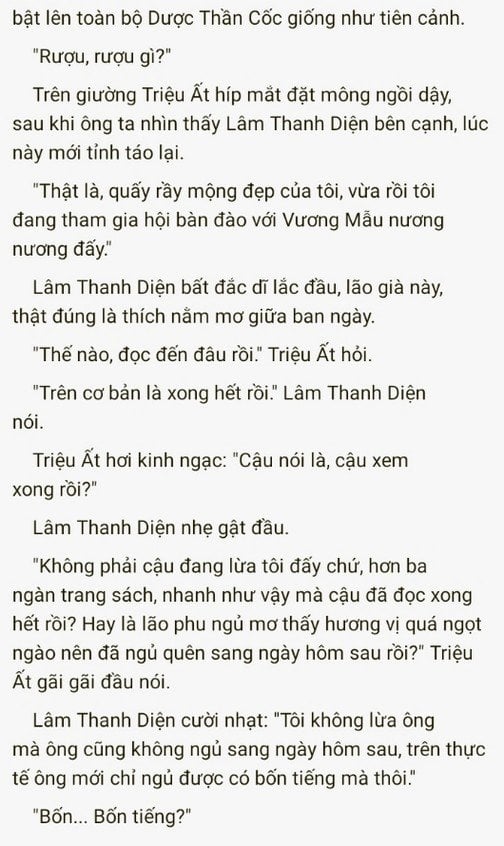 bật lên toàn bộ Dược Thần Cốc giống như tiên cảnh.
"Rượu, rượu gì?"
Trên giường Triệu Ất híp mắt đặt mông ngồi dậy,
sau khi ông ta nhìn thấy Lâm Thanh Diện bên cạnh, lúc
này mới tỉnh táo lại.
"Thật là, quấy rầy mộng đẹp của tôi, vừa rồi tôi
đang tham gia hội bàn đào với Vương Mẫu nương
nương đấy."
Lâm Thanh Diện bất đắc dĩ lắc đầu, lão già này,
thật đúng là thích nằm mơ giữa ban ngày.
"Thế nào, đọc đến đâu rồi." Triệu Ất hỏi.
"Trên cơ bản là xong hết rồi." Lâm Thanh Diện
nói.
Triệu Ất hơi kinh ngạc: "Cậu nói là, cậu xem
xong rồi?"
Lâm Thanh Diện nhẹ gật đầu.
"Không phải cậu đang lừa tôi đấy chứ, hơn ba
ngàn trang sách, nhanh như vậy mà cậu đã đọc xong
hết rồi? Hay là lão phu ngủ mơ thấy hương vị quá ngọt
ngào nên đã ngủ quên sang ngày hôm sau rồi?" Triệu
Ất gãi gãi đầu nói.
Lâm Thanh Diện cười nhạt: "Tôi không lừa ông
mà ông cũng không ngủ sang ngày hôm sau, trên thực
tế ông mới chỉ ngủ được có bốn tiếng mà thôi."
"Bốn... Bốn tiếng?"